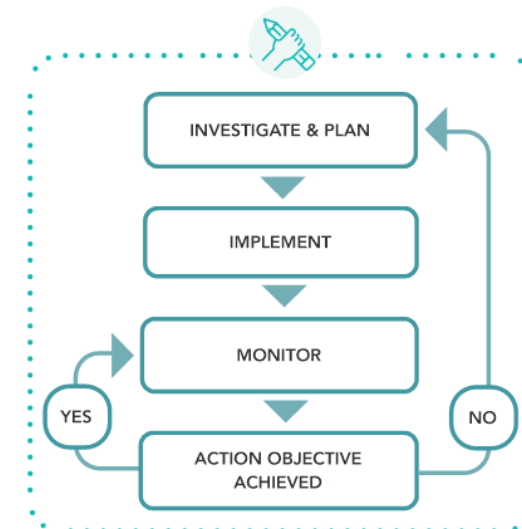 INVESTIGATE & PLAN
IMPLEMENT
MONITOR
YES
NO
ACTION OBJECTIVE
ACHIEVED